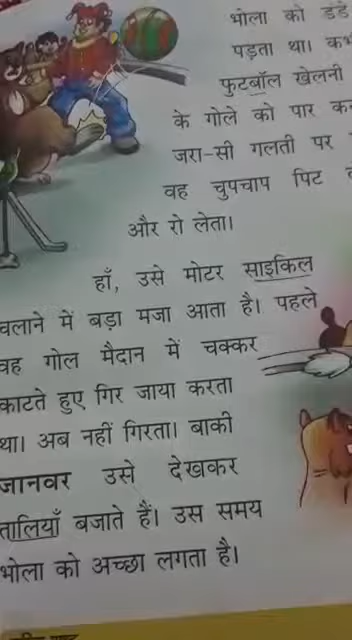 भोला को डंडे
पड़ता था।
फुटबॉल खेलनी
के गोले को पार
जरा-सी गलती पर
वह चुपचाप पिट
और रो लेता।
हाँ, उसे मोटर साइकिल
चलाने में बड़ा मजा आता है। पहले
वह गोल मैदान में चक्कर
काटते हुए गिर जाया करता
था। अब नहीं गिरता। बाकी
जानवर उसे देखकर
तालियाँ बजाते हैं। उस समय
भोला को अच्छा लगता है।